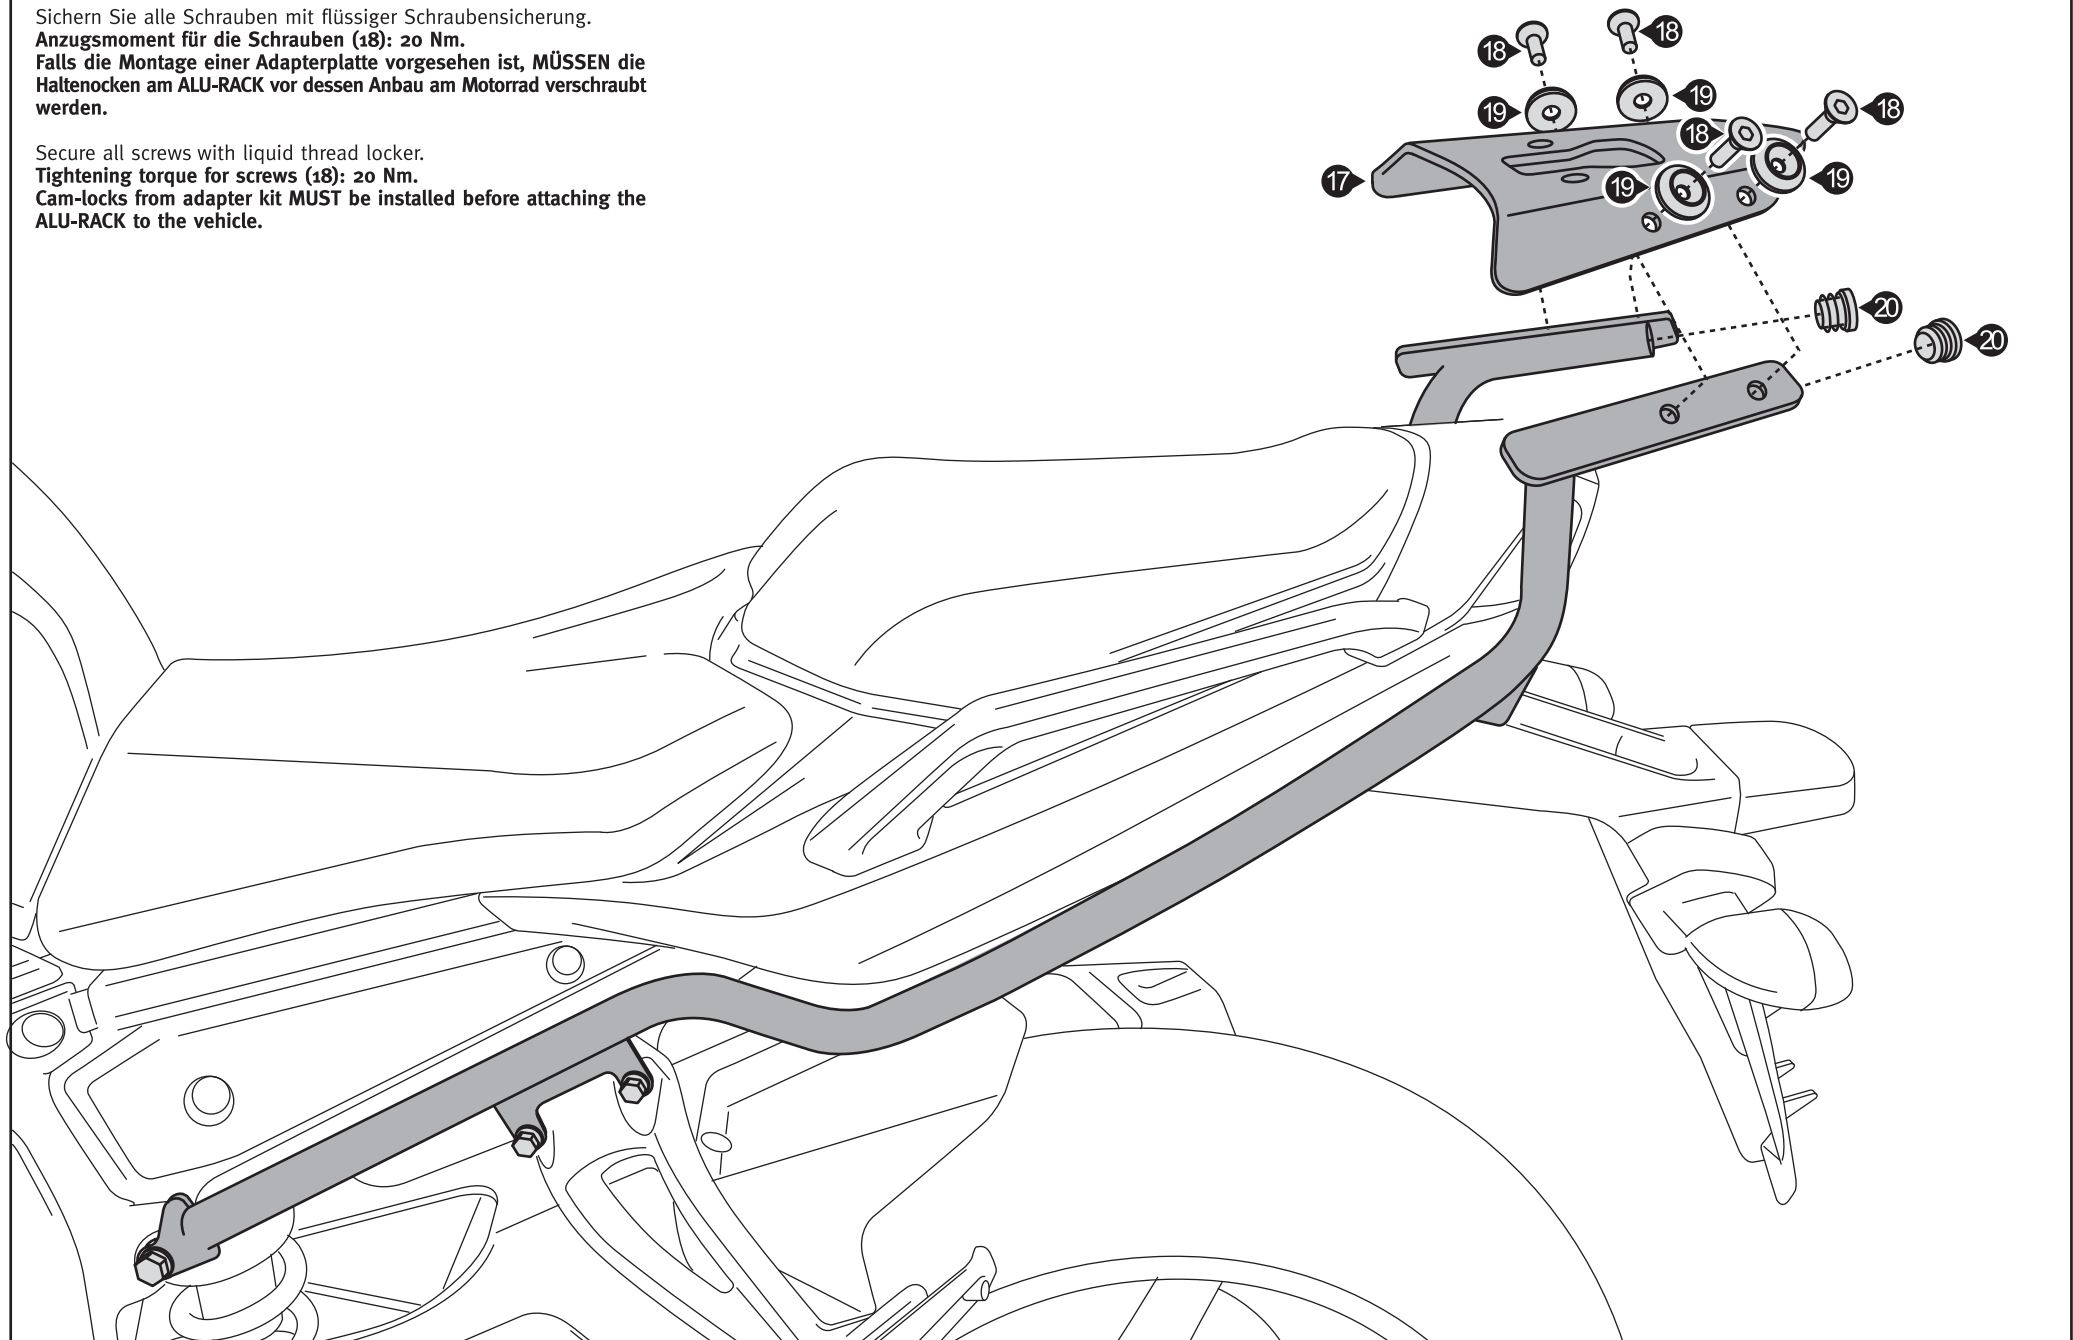 Sichern Sie alle Schrauben mit flüssiger Schraubensicherung.
Anzugsmoment für die Schrauben (18): 20 Nm.
Falls die Montage einer Adapterplatte vorgesehen ist, MÜSSEN die
Haltenocken am ALU-RACK vor dessen Anbau am Motorrad verschraubt
werden.
Secure all screws with liquid thread locker.
Tightening torque for screws (18): 20 Nm.
Cam-locks from adapter kit MUST be installed before attaching the
ALU-RACK to the vehicle.
18
18
19
19
18
18
17
19
19
20
20